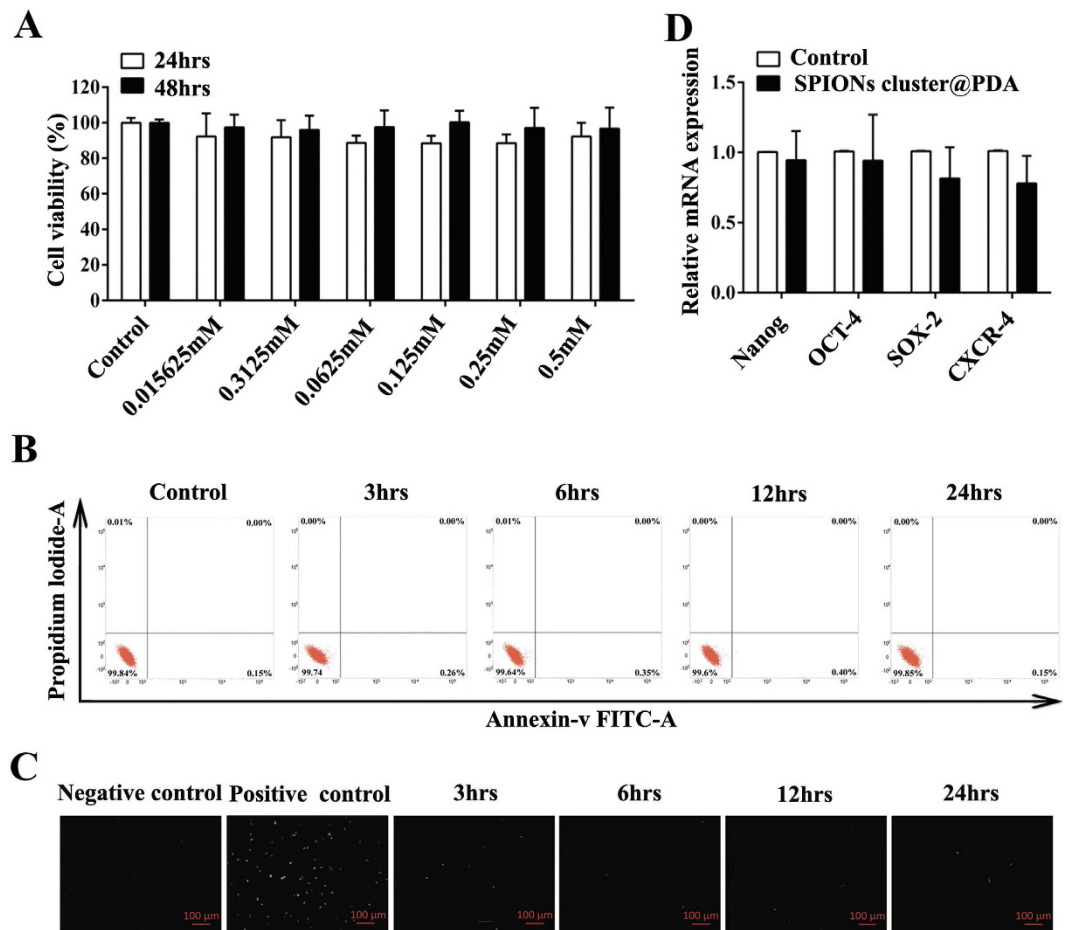 A
24hrs
48hrs
Cell viability (%)
120
100
80
60
40
20
0
Control
0.015625mM
0.3125mM
0.0625mM
0.125mM
0.25mM
0.5mM
D
Control
SPIONs cluster@PDA
Relative mRNA expression
1.5
1.0
0.5
0.0
Nanog
OCT-4
SOX-2
CXCR-4
B
Control 3hrs 6hrs 12hrs 24hrs
Propidium Iodide-A
0.01% 0.00% 0.00% 0.00% 0.01% 0.00% 0.00% 0.00% 0.00% 0.00%
99.84% 0.15% 99.74 0.26% 99.64% 0.35% 99.6% 0.40% 99.85% 0.15%
Annexin-v FITC-A
C
Negative control Positive control 3hrs 6hrs 12hrs 24hrs
100 μm 100 μm 100 μm 100 μm 100 μm 100 μm